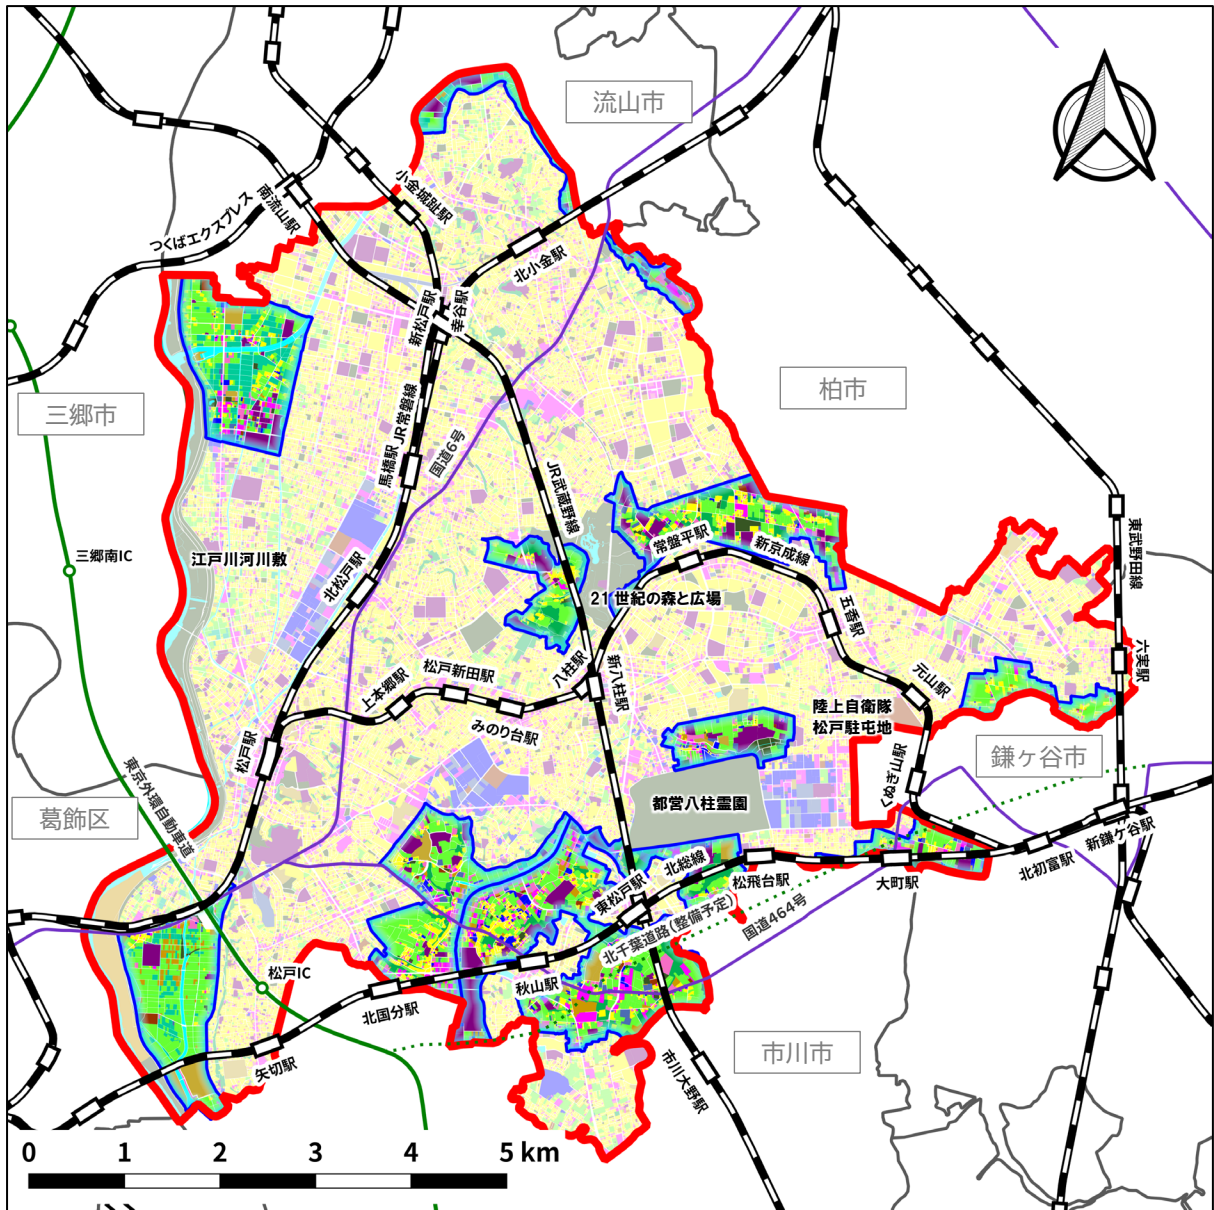 流山市
小金城趾駅
南流山駅
つくばエクスプレス
北小金駅
新松戸駅
幸谷駅
三郷市
柏市
JR常磐線
馬橋駅
国道6号
JR武蔵野線
三郷南IC
江戸川河川敷
北松戸駅
常盤平駅
新京成線
東武野田線
21世紀の森と広場
五香駅
六実駅
八柱駅
新八柱駅
松戸新田駅
上本郷駅
みのり台駅
元山駅
陸上自衛隊
松戸駐屯地
松戸駅
くぬぎ山駅
鎌ヶ谷市
東京外環自動車道
葛飾区
都営八柱霊園
新鎌ケ谷駅
北初富駅
北総線
東松戸駅
松飛台駅
大町駅
北千葉道路(整備予定)
国道464号
松戸IC
秋山駅
北国分駅
矢切駅
市川大野駅
市川市
0 1 2 3 4 5 km